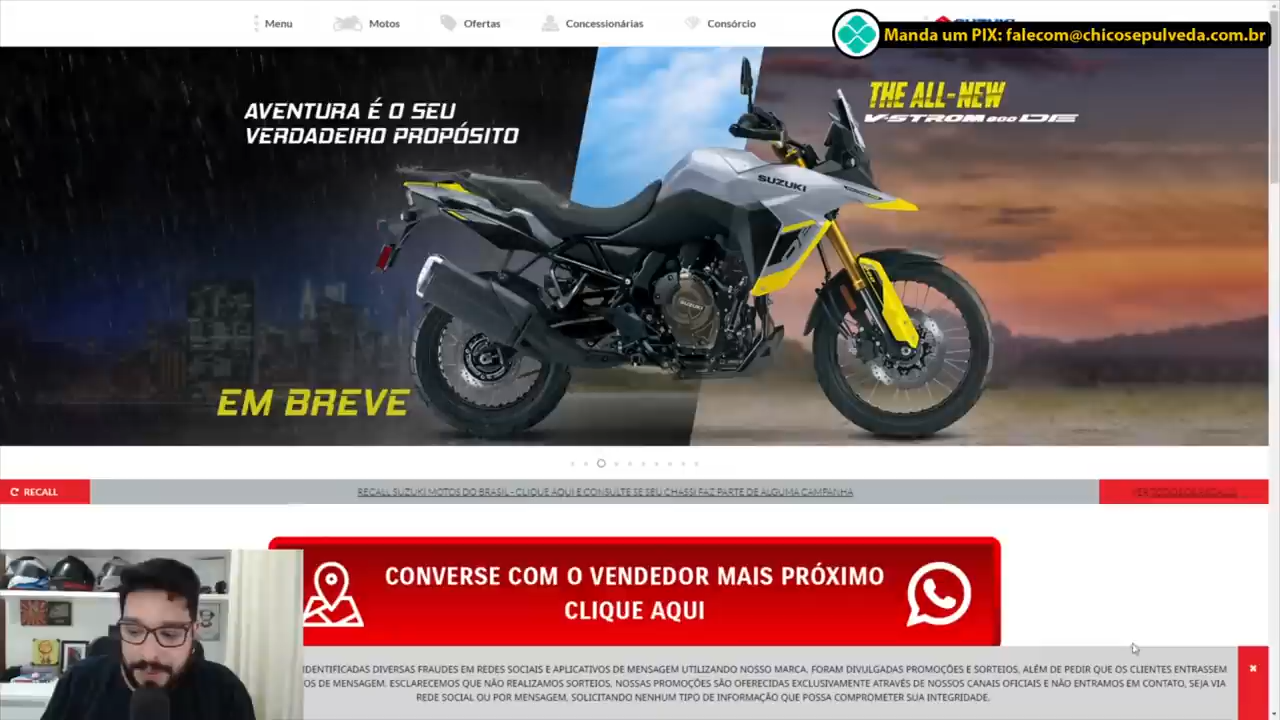 Menu
Motos
Ofertas
Concessionárias
Consórcio
Manda um PIX: falecom@chicosepulveda.com.br
AVENTURA É O SEU
VERDADEIRO PROPÓSITO
THE ALL-NEW
V-STROM 800 DE
SUZUKI
SUZUKI
EM BREVE
RECALL
RECALL SUZUKI MOTOS DO BRASIL - CLIQUE AQUI E CONSULTE SE SEU CHASSI FAZ PARTE DE ALGUMA CAMPANHA
CONVERSE COM O VENDEDOR MAIS PRÓXIMO
CLIQUE AQUI
IDENTIFICADAS DIVERSAS FRAUDES EM REDES SOCIAIS E APLICATIVOS DE MENSAGEM UTILIZANDO NOSSO MARCA, FORAM DIVULGADAS PROMOÇÕES E SORTEIOS, ALÉM DE PEDIR QUE OS CLIENTES ENTRASSEM
OS DE MENSAGEM. ESCLARECEMOS QUE NÃO REALIZAMOS SORTEIOS, NOSSAS PROMOÇÕES SÃO OFERECIDAS EXCLUSIVAMENTE ATRAVÉS DE NOSSOS CANAIS OFICIAIS E NÃO ENTRAMOS EM CONTATO, SEJA VIA
REDE SOCIAL OU POR MENSAGEM, SOLICITANDO NENHUM TIPO DE INFORMAÇÃO QUE POSSA COMPROMETER SUA INTEGRIDADE.